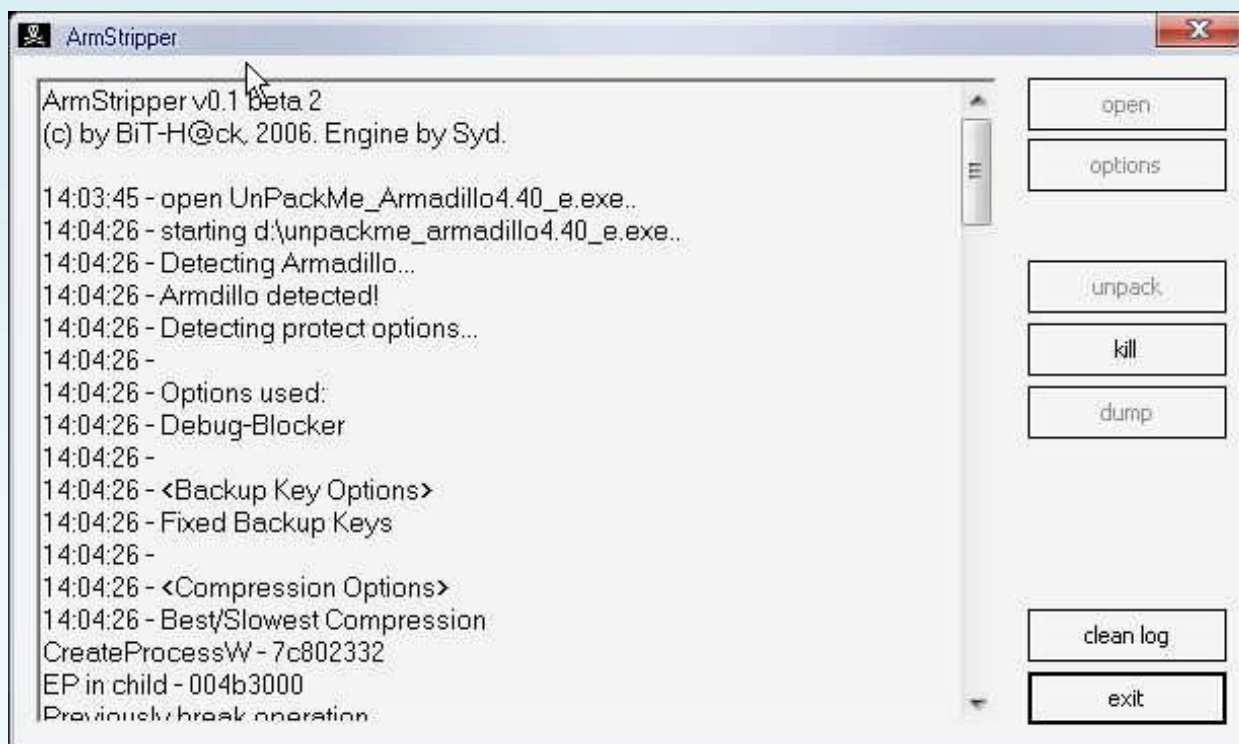 ArmStripper
ArmStripper v0.1 beta 2
(c) by BiT-H@ck, 2006. Engine by Syd.
14:03:45 - open UnPackMe_Armadillo4.40_e.exe..
14:04:26 - starting d:\unpackme_armadillo4.40_e.exe..
14:04:26 - Detecting Armadillo...
14:04:26 - Armdillo detected!
14:04:26 - Detecting protect options...
14:04:26 -
14:04:26 - Options used:
14:04:26 - Debug-Blocker
14:04:26 -
14:04:26 - <Backup Key Options>
14:04:26 - Fixed Backup Keys
14:04:26 -
14:04:26 - <Compression Options>
14:04:26 - Best/Slowest Compression
CreateProcessW - 7c802332
EP in child - 004b3000
Previously break operation
open
options
unpack
kill
dump
clean log
exit